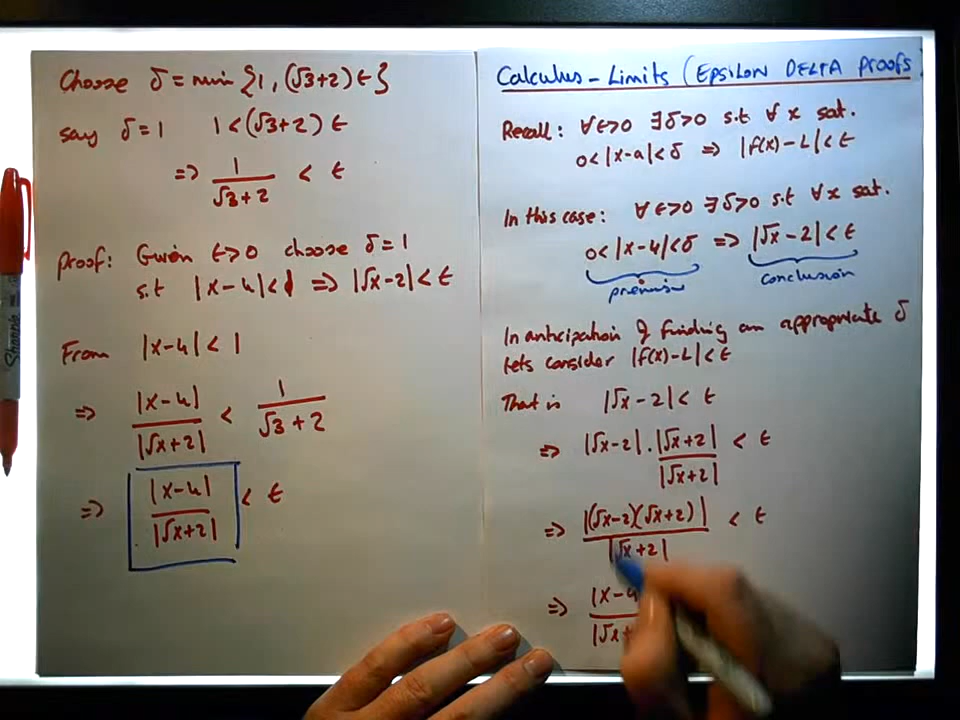 Choose δ = min {1, (√3+2) ϵ}
say δ=1 1 < (√3+2) ϵ
=> 1/(√3+2) < ϵ
Proof: Given ϵ>0 choose δ=1
s.t |x-4|<1 => |√x-2| < ϵ
From |x-4| < 1
=> |x-4|/|√x+2| < 1/(√3+2)
=> |x-4|/|√x+2| < ϵ
Calculus - Limits (EPSILON DELTA Proofs
Recall: ∀ϵ>0 ∃δ>0 s.t ∀ x sat.
0<|x-a|<δ => |f(x)-L|<ϵ
In this case: ∀ϵ>0 ∃δ>0 s.t ∀x sat.
0<|x-4|<δ => |√x-2|<ϵ
premise conclusion
In anticipation of finding an appropriate δ
lets consider |f(x)-L|<ϵ
That is |√x-2| < ϵ
=> |√x-2|.|√x+2|/|√x+2| < ϵ
=> |(√x-2)(√x+2)|/|√x+2| < ϵ
=> |x-4/|√x+
Sharpie